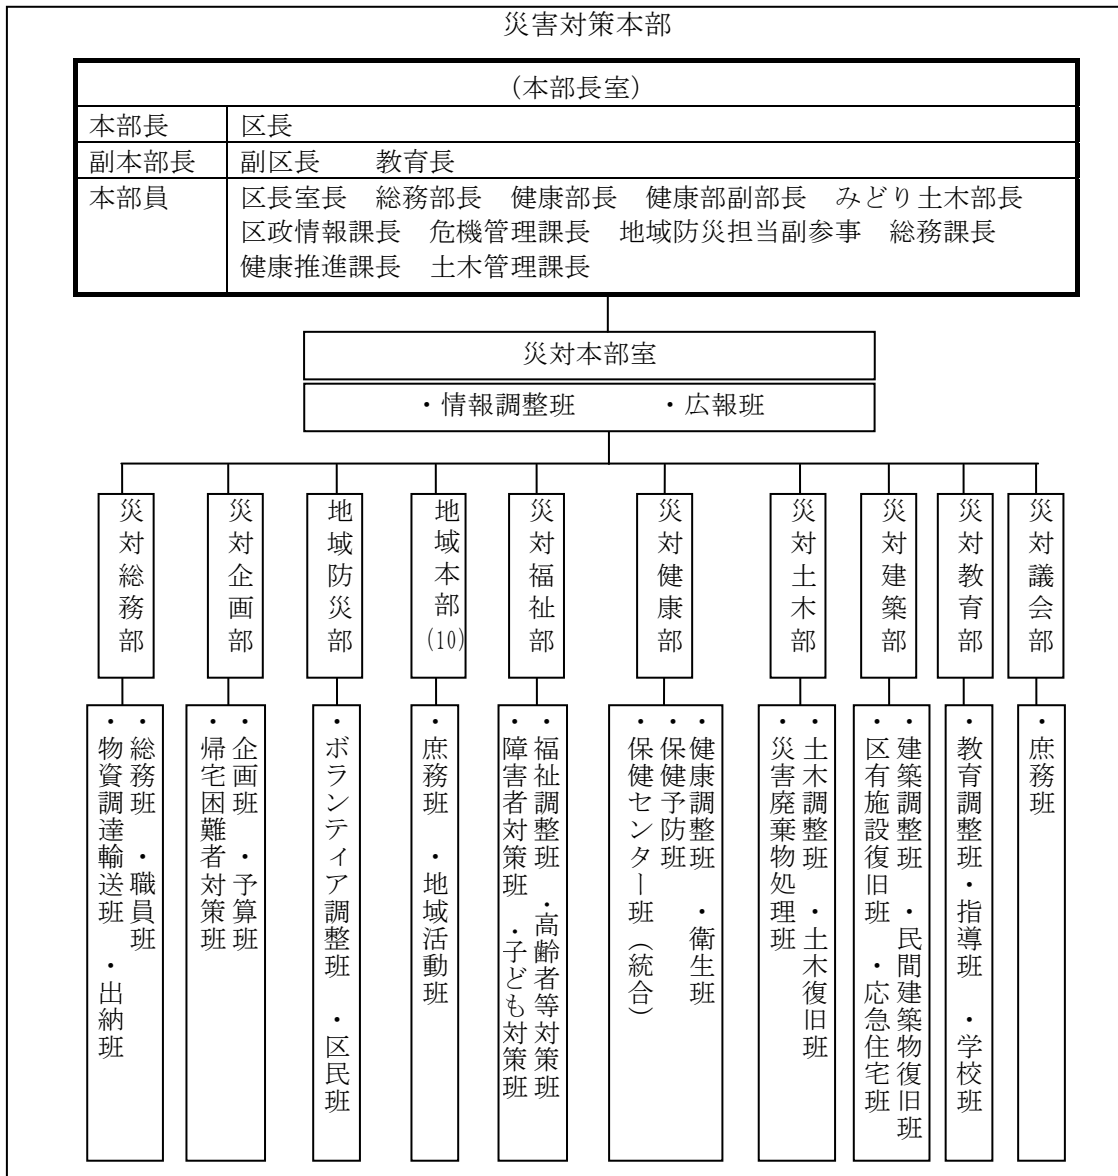 災害対策本部
(本部長室)
本部長 区長
副本部長 副区長 教育長
本部員 区長室長 総務部長 健康部長 健康部副部長 みどり土木部長
区政情報課長 危機管理課長 地域防災担当副参事 総務課長
健康推進課長 土木管理課長
災対本部室
・情報調整班 ・広報班
災対総務部
災対企画部
地域防災部
地域本部(10)
災対福祉部
災対健康部
災対土木部
災対建築部
災対教育部
災対議会部
・総務班 ・職員班
・物資調達輸送班 ・出納班
・企画班 ・予算班
・帰宅困難者対策班
・ボランティア調整班 ・区民班
・庶務班 ・地域活動班
・福祉調整班 ・高齢者等対策班
・障害者対策班 ・子ども対策班
・健康調整班 ・衛生班
・保健予防班
・保健センター班(統合)
・土木調整班 ・土木復旧班
・災害廃棄物処理班
・建築調整班 ・民間建築物復旧班
・区有施設復旧班 ・応急住宅班
・教育調整班・指導班 ・学校班
・庶務班